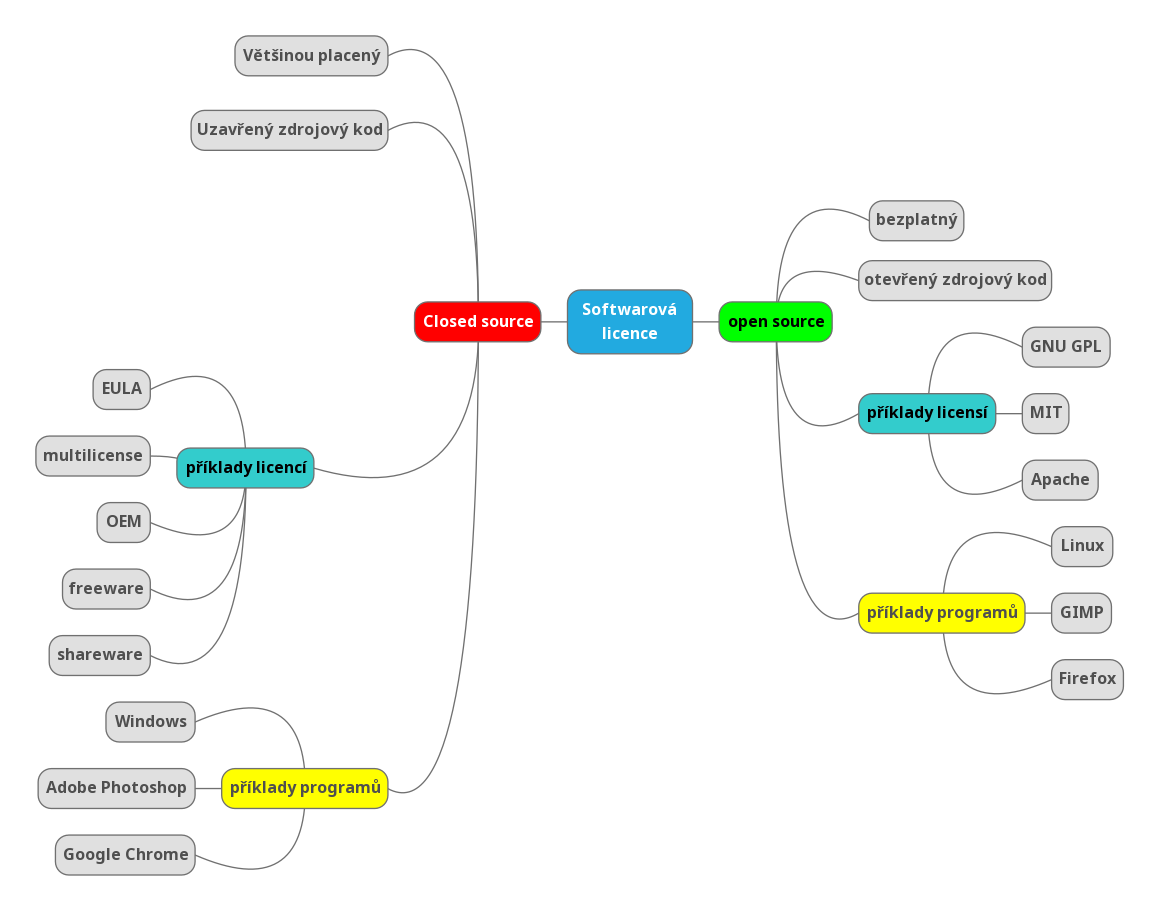 Většinou placený
Uzavřený zdrojový kod
Closed source
příklady licencí
EULA
multilicense
OEM
freeware
shareware
příklady programů
Windows
Adobe Photoshop
Google Chrome
Softwarová
licence
open source
bezplatný
otevřený zdrojový kod
příklady licensí
GNU GPL
MIT
Apache
příklady programů
Linux
GIMP
Firefox